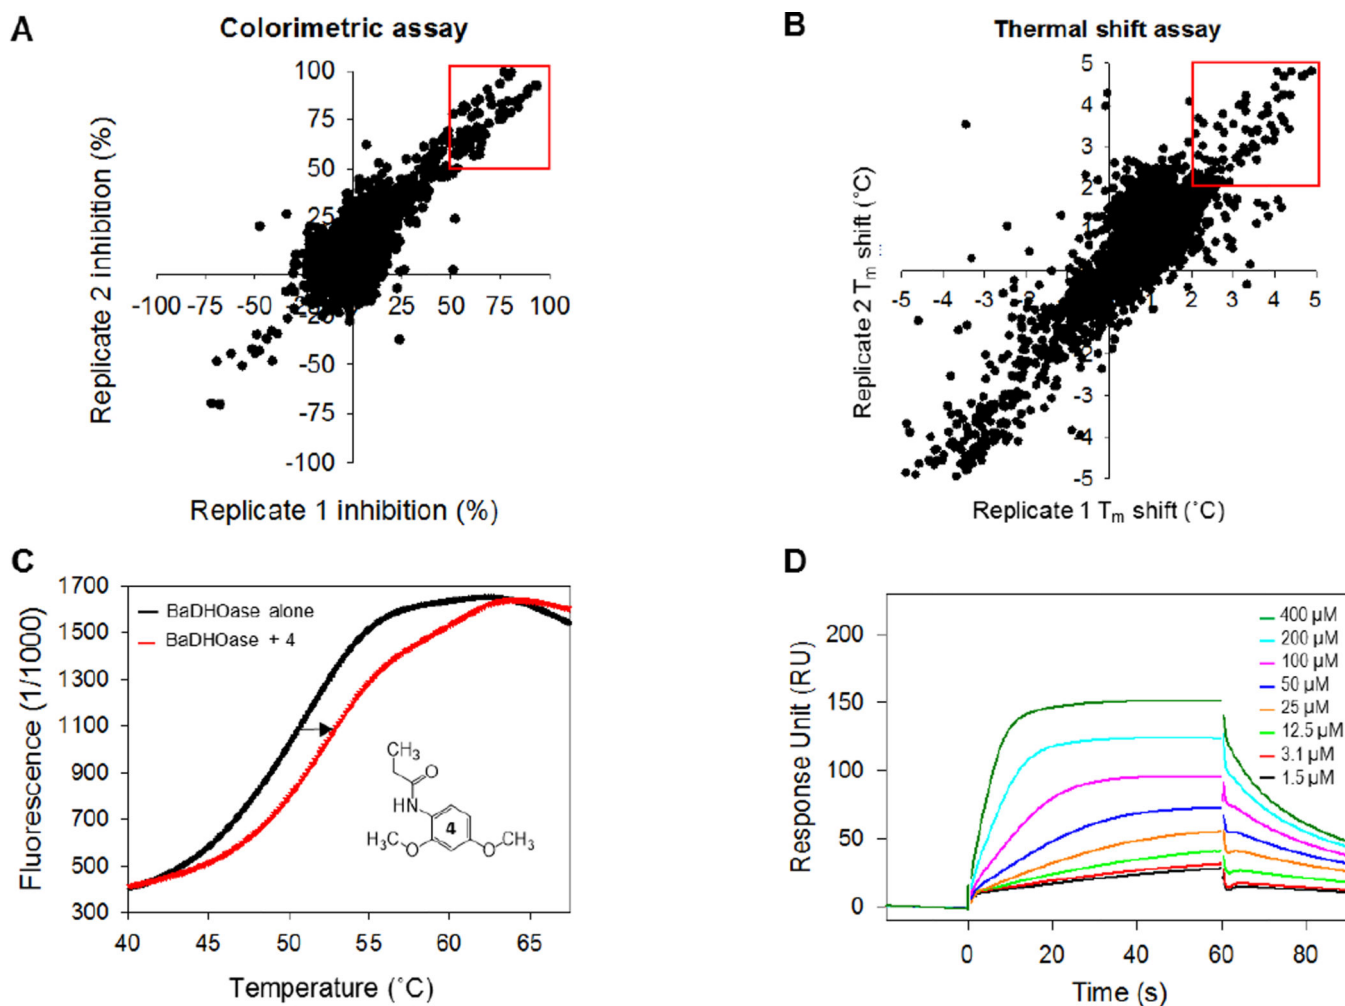 A
Colorimetric assay
100
75
50
25
-100 -75 -50 -25
25 50 75 100
-25
-50
-75
-100
Replicate 2 inhibition (%)
Replicate 1 inhibition (%)
B
Thermal shift assay
5
4
3
2
1
-5 -4 -3 -2
1 2 3 4 5
-3
-4
-5
Replicate 2 Tm shift (˚C)
Replicate 1 Tm shift (˚C)
C
1700
1500
1300
1100
900
700
500
300
40 45 50 55 60 65
Fluorescence (1/1000)
Temperature (˚C)
BaDHOase alone
BaDHOase + 4
CH3
O
NH
4
H3C
O
O
CH3
D
200
150
100
50
0
0 20 40 60 80
Response Unit (RU)
Time (s)
400 µM
200 µM
100 µM
50 µM
25 µM
12.5 µM
3.1 µM
1.5 µM